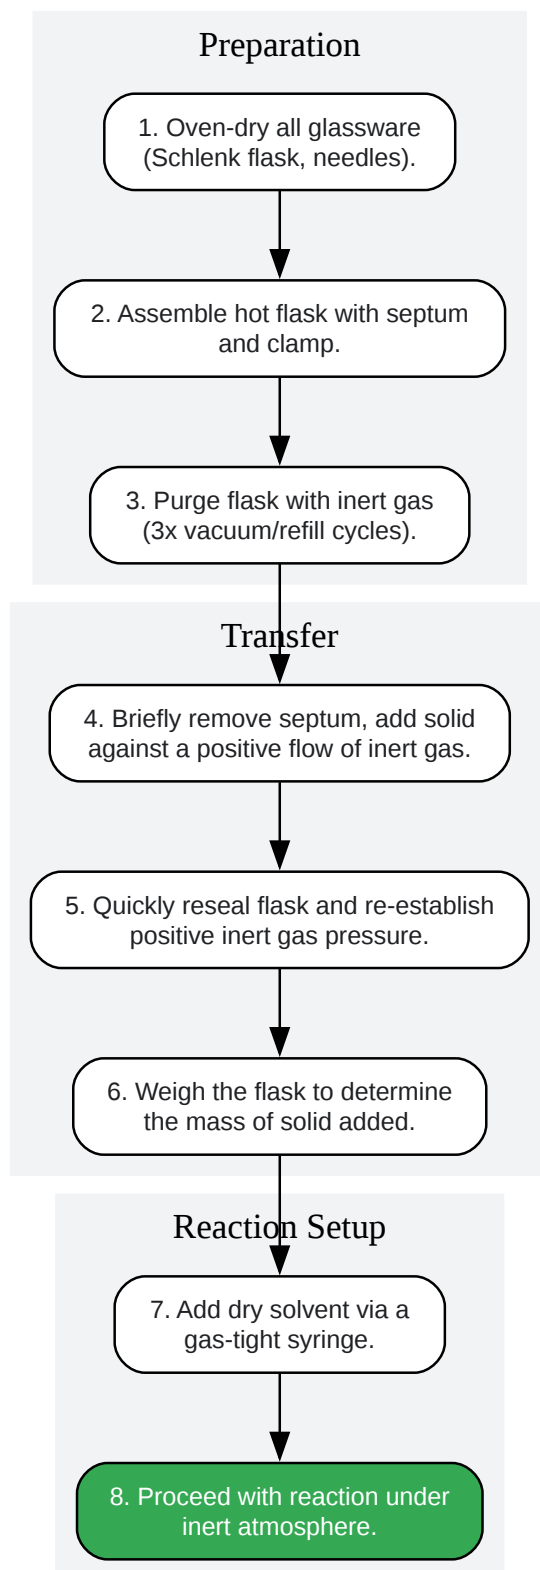 Preparation
1. Oven-dry all glassware
(Schlenk flask, needles).
2. Assemble hot flask with septum
and clamp.
3. Purge flask with inert gas
(3x vacuum/refill cycles).
Transfer
4. Briefly remove septum, add solid
against a positive flow of inert gas.
5. Quickly reseal flask and re-establish
positive inert gas pressure.
6. Weigh the flask to determine
the mass of solid added.
Reaction Setup
7. Add dry solvent via a
gas-tight syringe.
8. Proceed with reaction under
inert atmosphere.